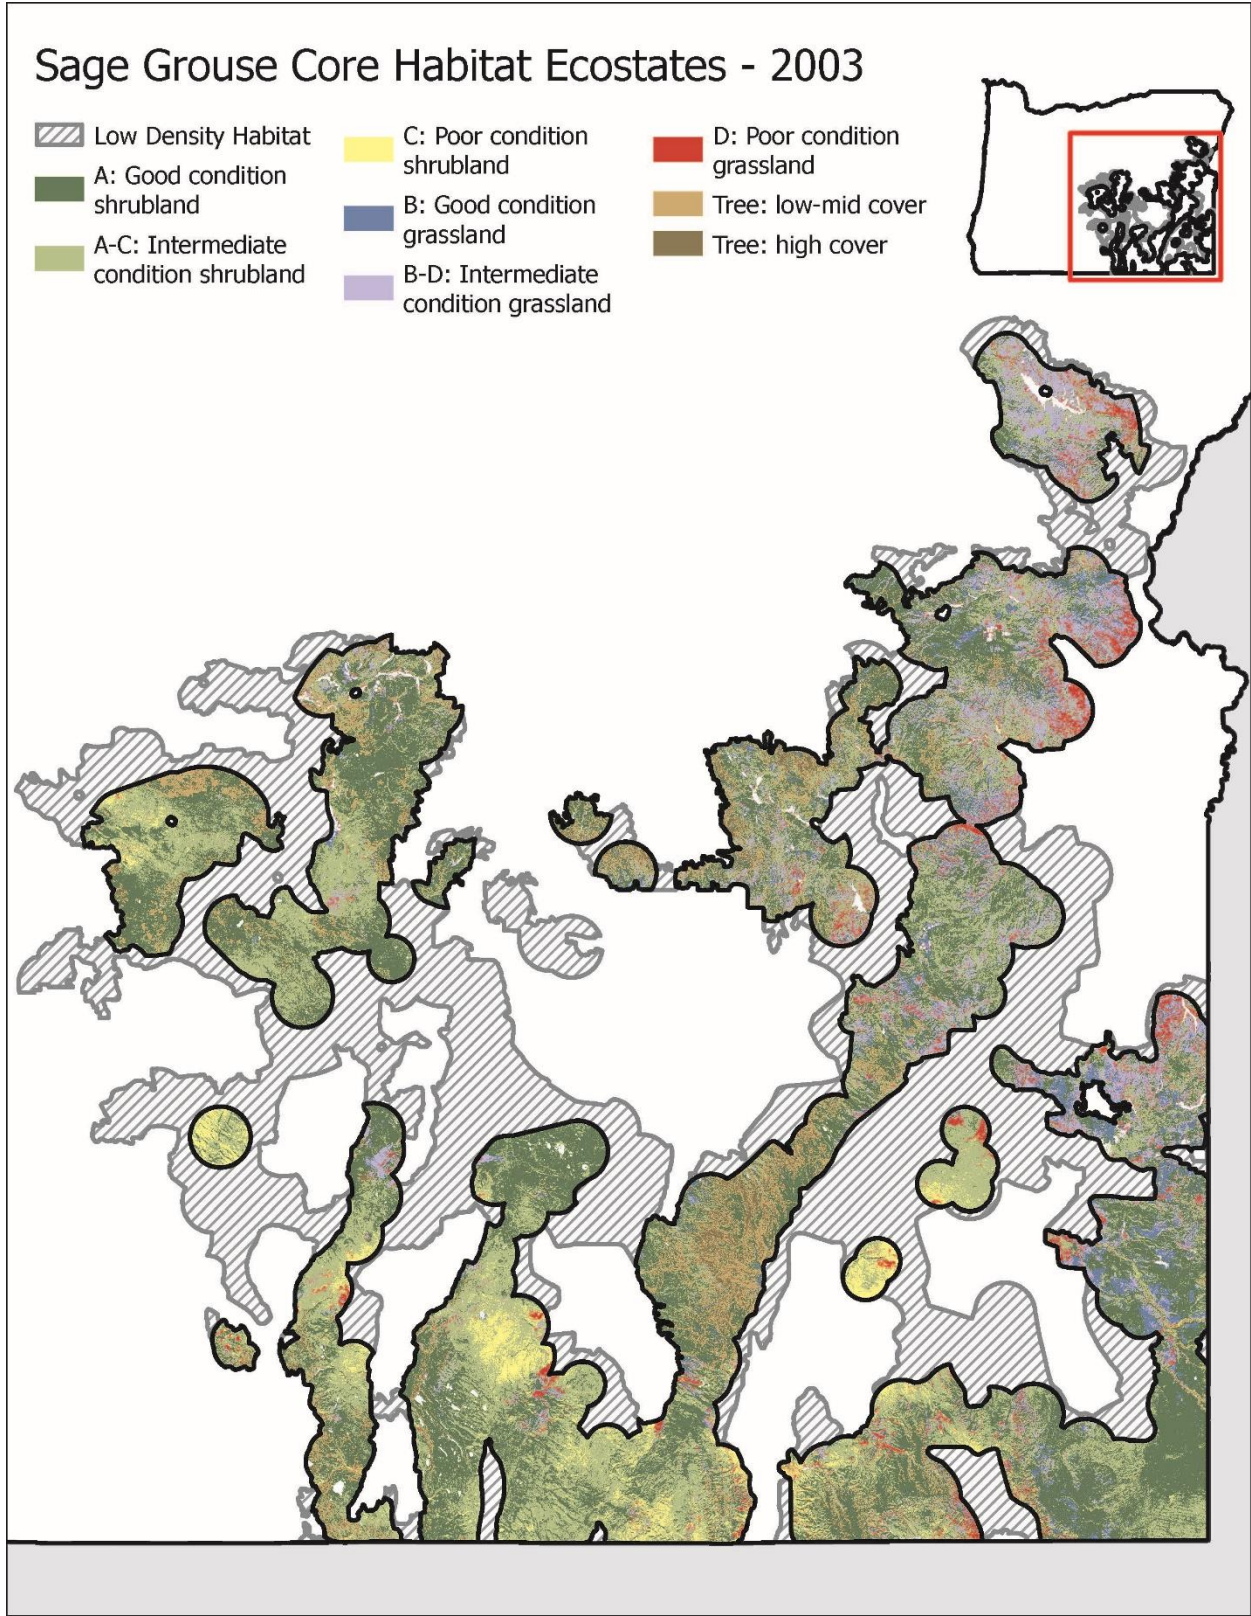 Sage Grouse Core Habitat Ecostates - 2003
Low Density Habitat
A: Good condition
shrubland
A-C: Intermediate
condition shrubland
C: Poor condition
shrubland
B: Good condition
grassland
B-D: Intermediate
condition grassland
D: Poor condition
grassland
Tree: low-mid cover
Tree: high cover